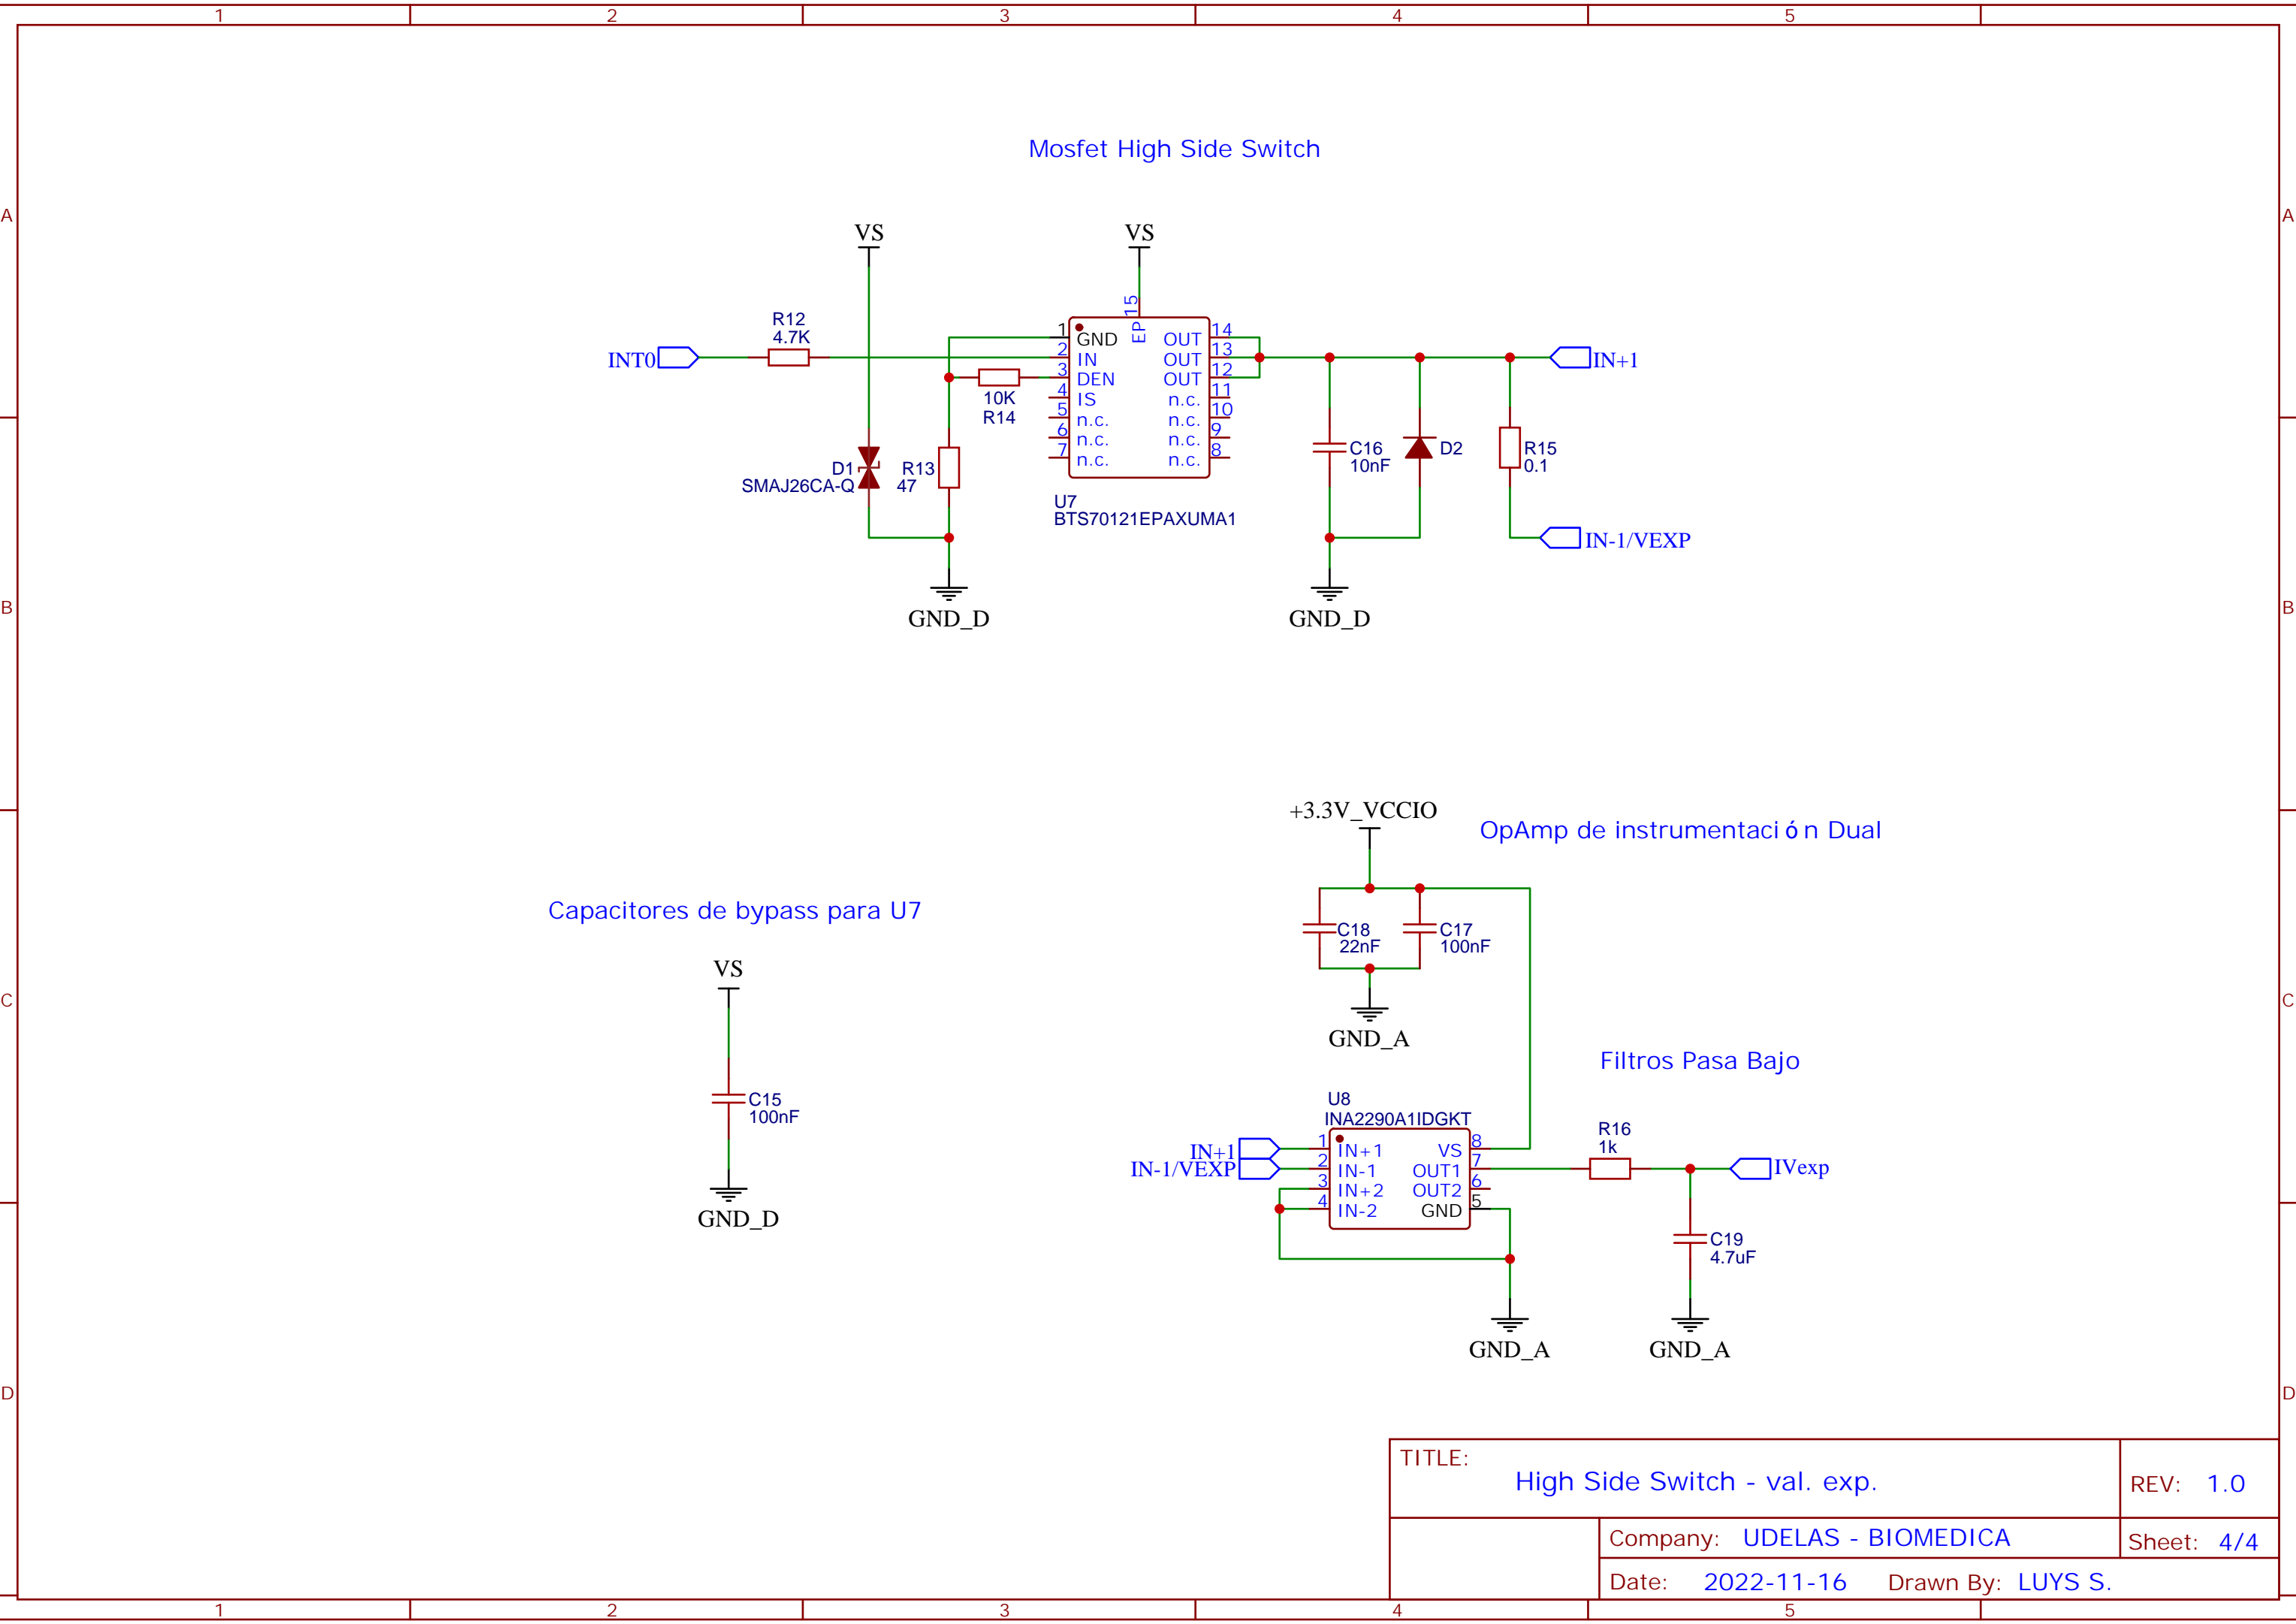 1 2 3 4 5
A A
B B
C C
D D
Mosfet High Side Switch
VS
VS
R12
4.7K
INT0
D1
SMAJ26CA-Q
R13
47
10K
R14
GND_D
15
EP
1 GND
2 IN
3 DEN
4 IS
5 n.c.
6 n.c.
7 n.c.
OUT 14
OUT 13
OUT 12
n.c. 11
n.c. 10
n.c. 9
n.c. 8
U7
BTS70121EPAXUMA1
C16
10nF
D2
R15
0.1
IN+1
IN-1/VEXP
GND_D
Capacitores de bypass para U7
VS
C15
100nF
GND_D
+3.3V_VCCIO
OpAmp de instrumentación Dual
C18
22nF
C17
100nF
GND_A
Filtros Pasa Bajo
U8
INA2290A1IDGKT
IN+1
IN-1/VEXP
1 IN+1
2 IN-1
3 IN+2
4 IN-2
VS 8
OUT1 7
OUT2 6
GND 5
R16
1k
IVexp
C19
4.7uF
GND_A
GND_A
TITLE:
High Side Switch - val. exp.
REV: 1.0
Company: UDELAS - BIOMEDICA
Sheet: 4/4
Date: 2022-11-16 Drawn By: LUYS S.
1 2 3 4 5